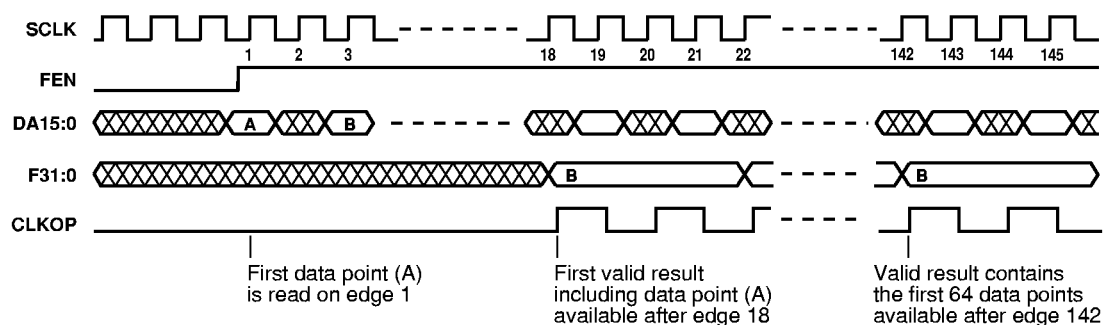 SCLK
1 2 3 18 19 20 21 22 142 143 144 145
FEN
DA15:0 A B
F31:0 B B
CLKOP
First data point (A)
is read on edge 1
First valid result
including data point (A)
available after edge 18
Valid result contains
the first 64 data points
available after edge 142